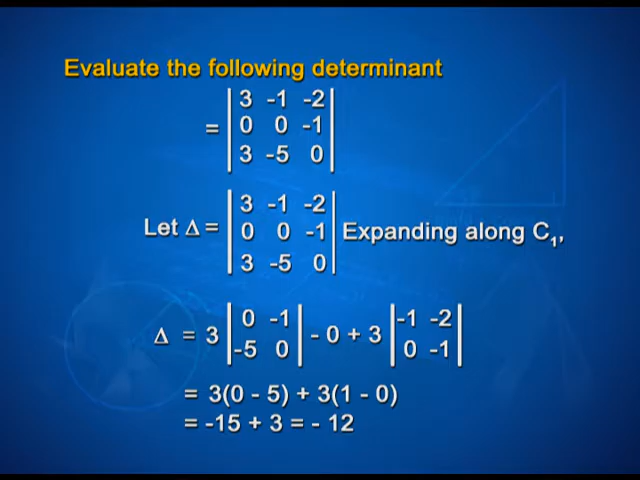 Evaluate the following determinant
= | 3 -1 -2 |
| 0 0 -1 |
| 3 -5 0 |
Let Δ = | 3 -1 -2 |
| 0 0 -1 | Expanding along C₁,
| 3 -5 0 |
Δ = 3 | 0 -1 | - 0 + 3 | -1 -2 |
| -5 0 | | 0 -1 |
= 3(0 - 5) + 3(1 - 0)
= -15 + 3 = - 12